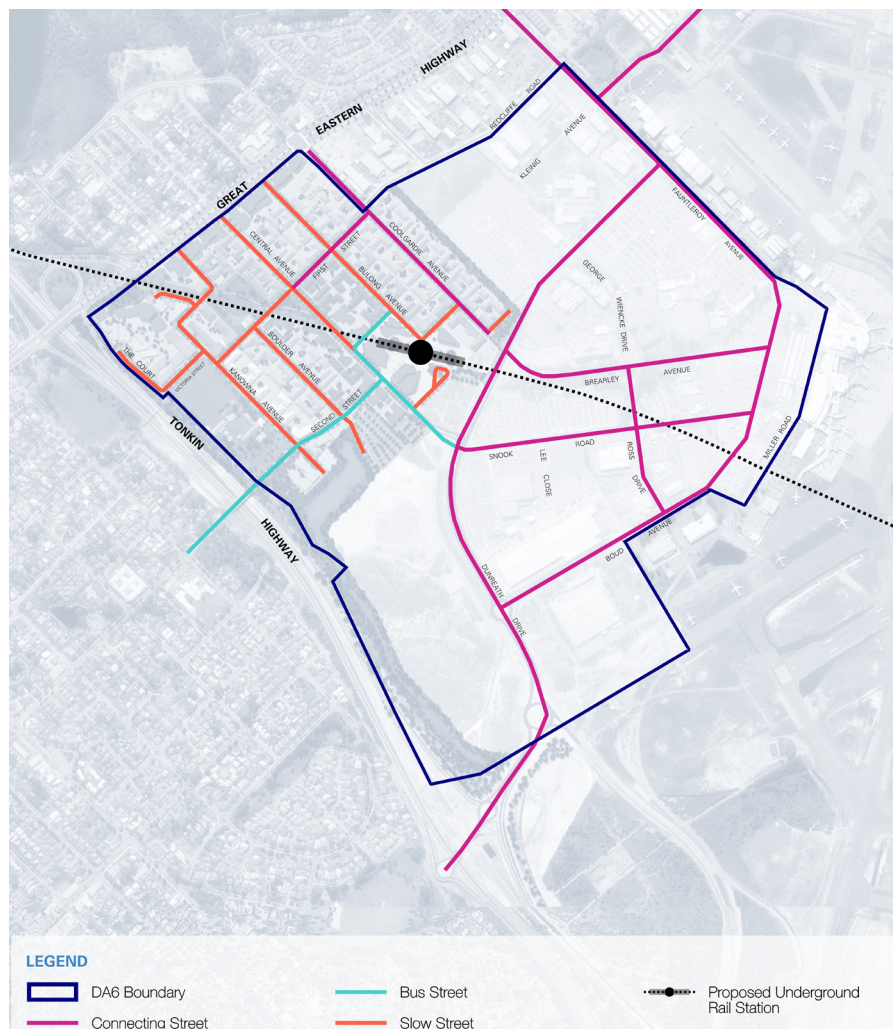 HIGHWAY
EASTERN
REDCLIFFE ROAD
KLEINIG AVENUE
GREAT
FAUNTLEROY AVENUE
COOLGARDIE AVENUE
FIRST STREET
CENTRAL AVENUE
BULONG AVENUE
GEORGE
WIENCKE DRIVE
THE COURT
VICTORIA STREET
BOULDER AVENUE
KANOWNA AVENUE
SECOND STREET
BREARLEY AVENUE
TONKIN
HIGHWAY
SNOOK ROAD
LEE CLOSE
ROSS DRIVE
MILLER ROAD
BOUD AVENUE
DUNREATH DRIVE
LEGEND
DA6 Boundary
Bus Street
Proposed Underground
Rail Station
Connecting Street
Slow Street